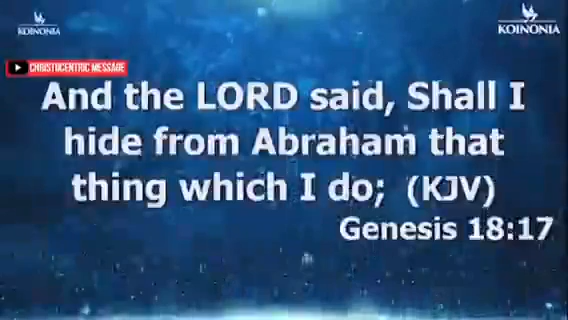 KOINONIA
KOINONIA
CHRISTOCENTRIC MESSAGE
And the LORD said, Shall I
hide from Abraham that
thing which I do; (KJV)
Genesis 18:17